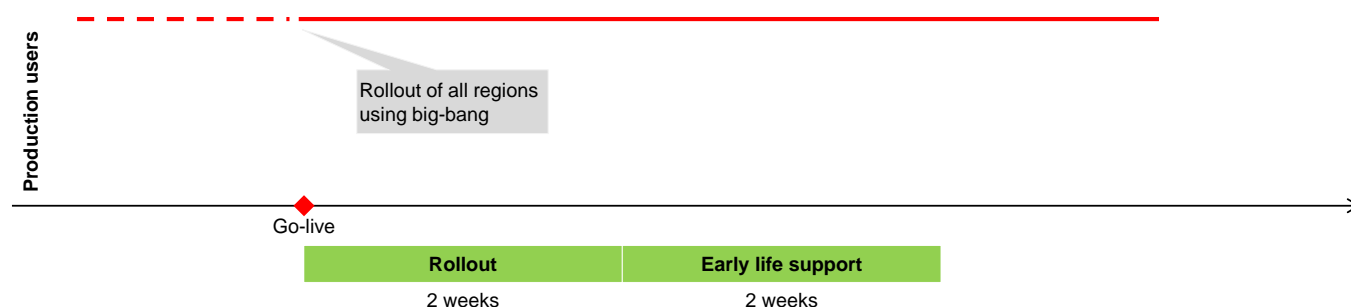 Production users
Rollout of all regions
using big-bang
Go-live
Rollout
Early life support
2 weeks
2 weeks